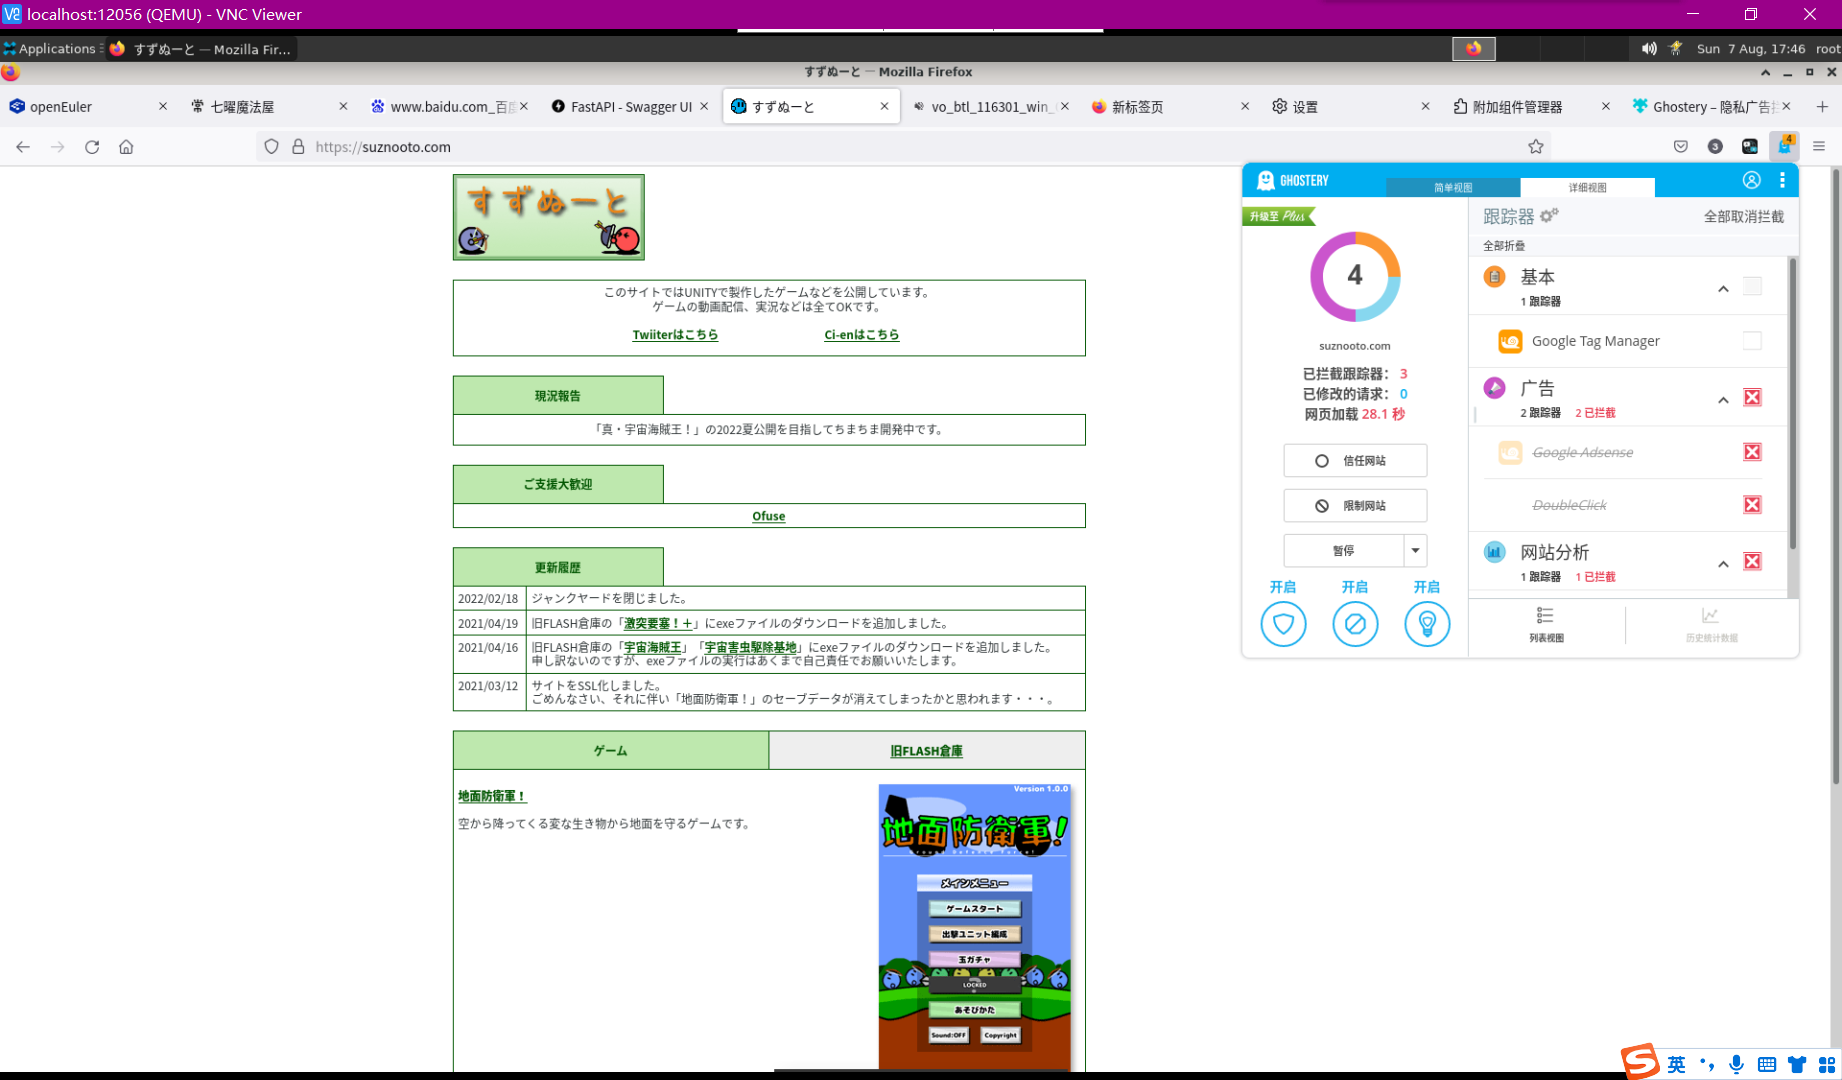 localhost:12056 (QEMU) - VNC Viewer
Applications
すずぬーと — Mozilla Fir...
Sun 7 Aug, 17:46 root
すずぬーと — Mozilla Firefox
openEuler
七曜魔法屋
www.baidu.com_百度
FastAPI - Swagger UI
すずぬーと
vo_btl_116301_win_
新标签页
设置
附加组件管理器
Ghostery – 隐私广告拦
https://suznooto.com
3
4
すずぬーと
このサイトではUNITYで製作したゲームなどを公開しています。
ゲームの動画配信、実況などは全てOKです。
Twiiterはこちら
Ci-enはこちら
現況報告
「真・宇宙海賊王！」の2022夏公開を目指してちまちま開発中です。
ご支援大歓迎
Ofuse
更新履歴
2022/02/18 ジャンクヤードを閉じました。
2021/04/19 旧FLASH倉庫の「激突要塞！＋」にexeファイルのダウンロードを追加しました。
2021/04/16 旧FLASH倉庫の「宇宙海賊王」「宇宙害虫駆除基地」にexeファイルのダウンロードを追加しました。
申し訳ないのですが、exeファイルの実行はあくまで自己責任でお願いいたします。
2021/03/12 サイトをSSL化しました。
ごめんなさい、それに伴い「地面防衛軍！」のセーブデータが消えてしまったかと思われます・・・。
ゲーム
旧FLASH倉庫
地面防衛軍！
空から降ってくる変な生き物から地面を守るゲームです。
Version 1.0.0
地面防衛軍!
メインメニュー
ゲームスタート
出撃ユニット編成
玉ガチャ
LOCKED
あそびかた
Sound:OFF
Copyright
GHOSTERY
简单视图
详细视图
升级至 Plus
4
suznooto.com
已拦截跟踪器： 3
已修改的请求： 0
网页加载 28.1 秒
信任网站
限制网站
暂停
开启
开启
开启
跟踪器
全部取消拦截
全部折叠
基本
1 跟踪器
Google Tag Manager
广告
2 跟踪器 2 已拦截
Google Adsense
DoubleClick
网站分析
1 跟踪器 1 已拦截
列表视图
历史统计数据
英